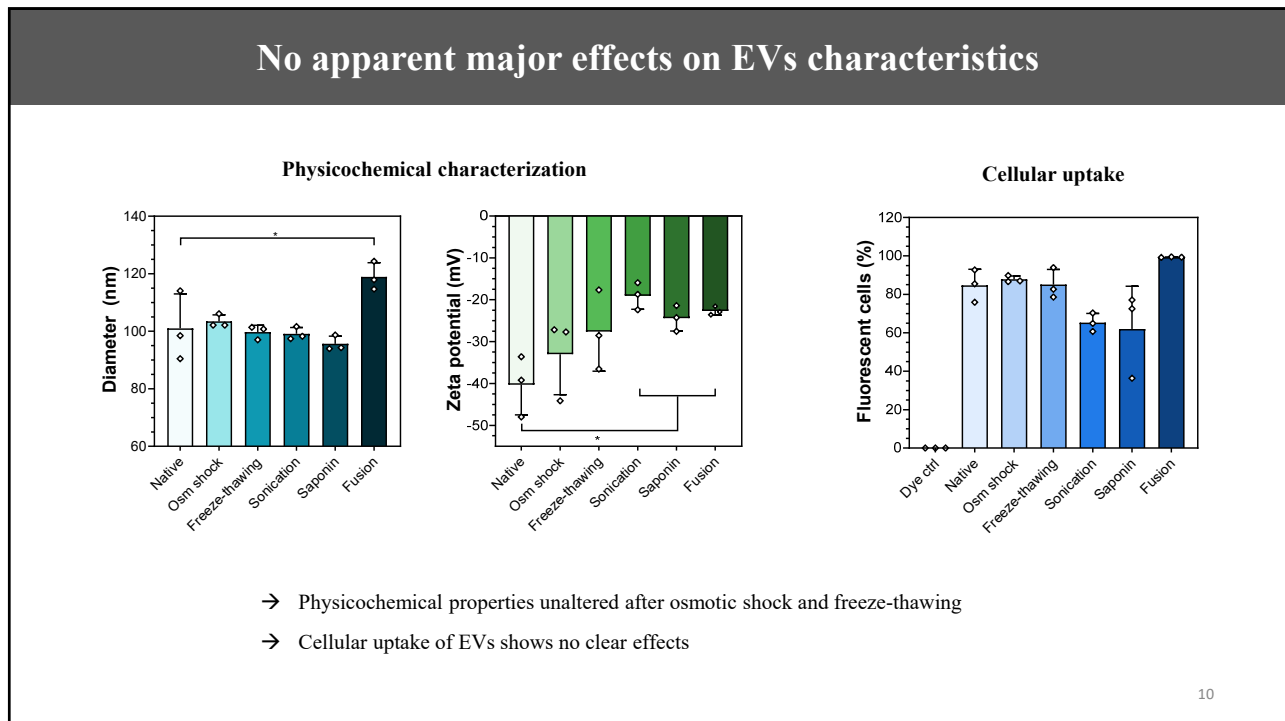 No apparent major effects on EVs characteristics
Physicochemical characterization
Cellular uptake
Diameter (nm)
140
120
100
80
60
*
Native
Osm shock
Freeze-thawing
Sonication
Saponin
Fusion
Zeta potential (mV)
0
-10
-20
-30
-40
-50
*
Native
Osm shock
Freeze-thawing
Sonication
Saponin
Fusion
Fluorescent cells (%)
120
100
80
60
40
20
0
Dye ctrl
Native
Osm shock
Freeze-thawing
Sonication
Saponin
Fusion
→ Physicochemical properties unaltered after osmotic shock and freeze-thawing
→ Cellular uptake of EVs shows no clear effects
10